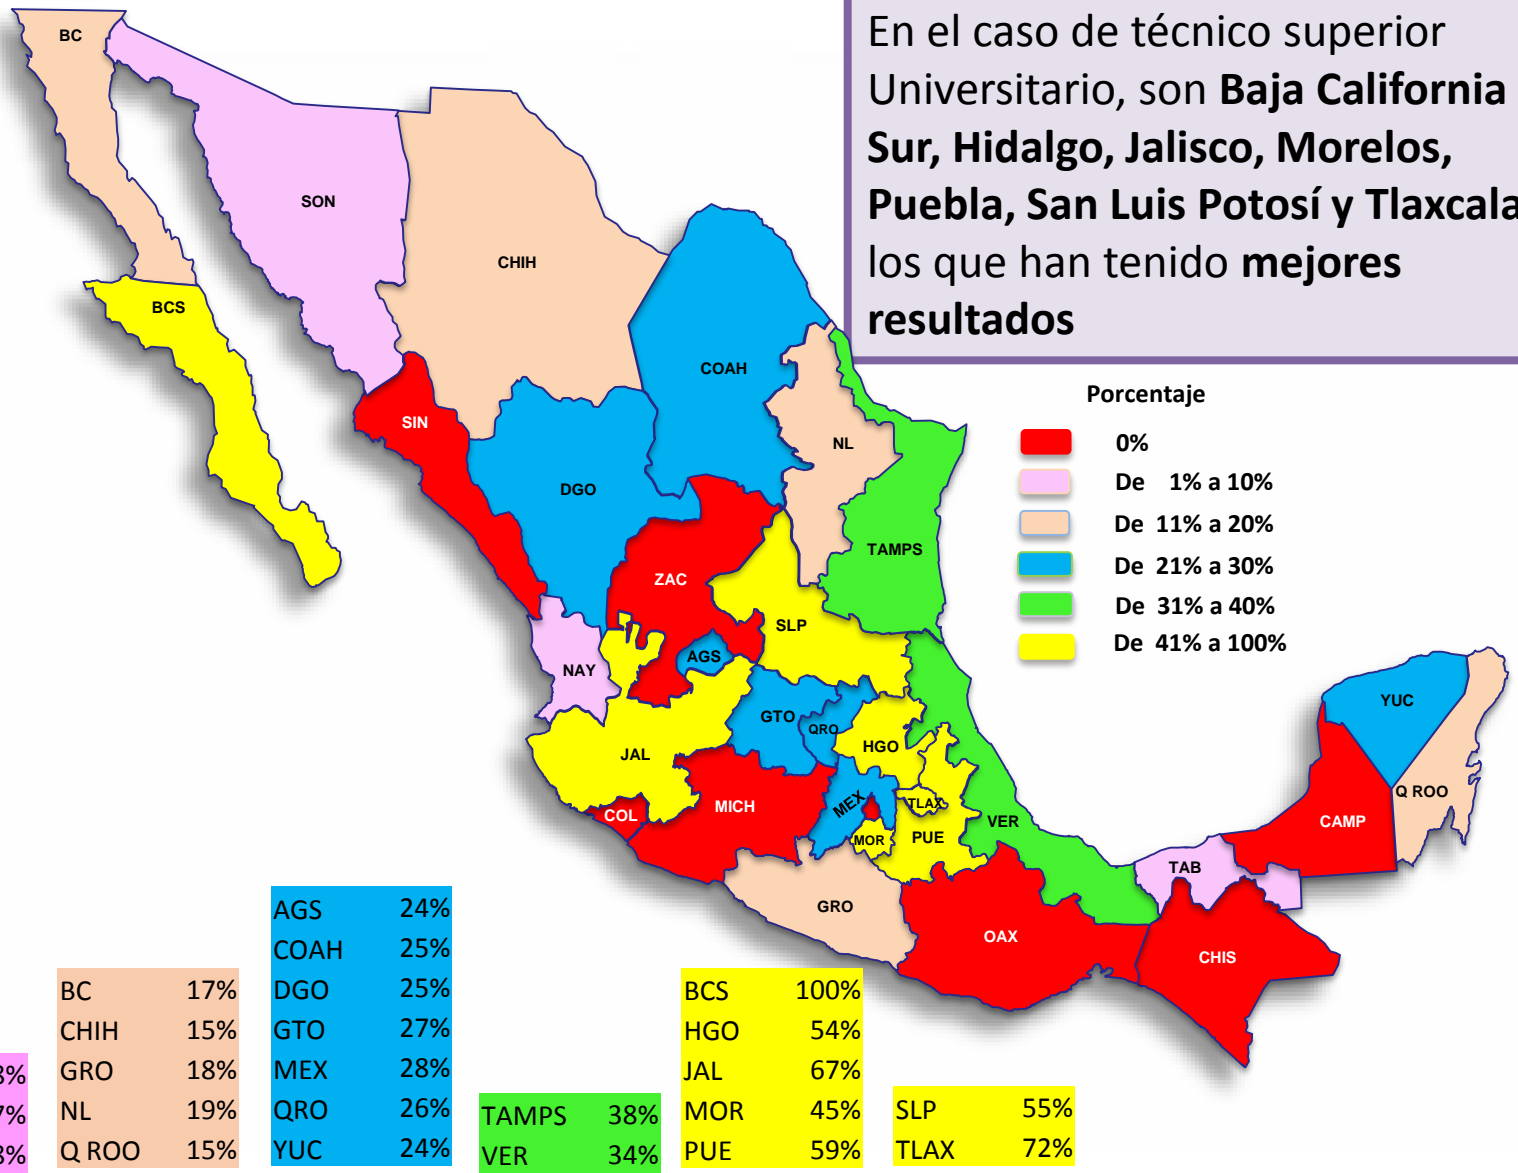 En el caso de técnico superior
Universitario, son Baja California
Sur, Hidalgo, Jalisco, Morelos,
Puebla, San Luis Potosí y Tlaxcala
los que han tenido mejores
resultados
Porcentaje
0%
De 1% a 10%
De 11% a 20%
De 21% a 30%
De 31% a 40%
De 41% a 100%
BC
SON
CHIH
BCS
COAH
SIN
NL
DGO
TAMPS
ZAC
SLP
AGS
NAY
YUC
GTO
QRO
HGO
JAL
Q ROO
MEX
TLAX
MICH
COL
VER
CAMP
MOR
PUE
TAB
GRO
OAX
CHIS
8%
7%
8%
BC 17%
CHIH 15%
GRO 18%
NL 19%
Q ROO 15%
AGS 24%
COAH 25%
DGO 25%
GTO 27%
MEX 28%
QRO 26%
YUC 24%
TAMPS 38%
VER 34%
BCS 100%
HGO 54%
JAL 67%
MOR 45%
PUE 59%
SLP 55%
TLAX 72%